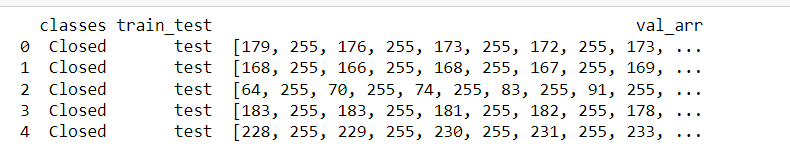 classes train_test val_arr
0 Closed test [179, 255, 176, 255, 173, 255, 172, 255, 173, ...
1 Closed test [168, 255, 166, 255, 168, 255, 167, 255, 169, ...
2 Closed test [64, 255, 70, 255, 74, 255, 83, 255, 91, 255, ...
3 Closed test [183, 255, 183, 255, 181, 255, 182, 255, 178, ...
4 Closed test [228, 255, 229, 255, 230, 255, 231, 255, 233, ...